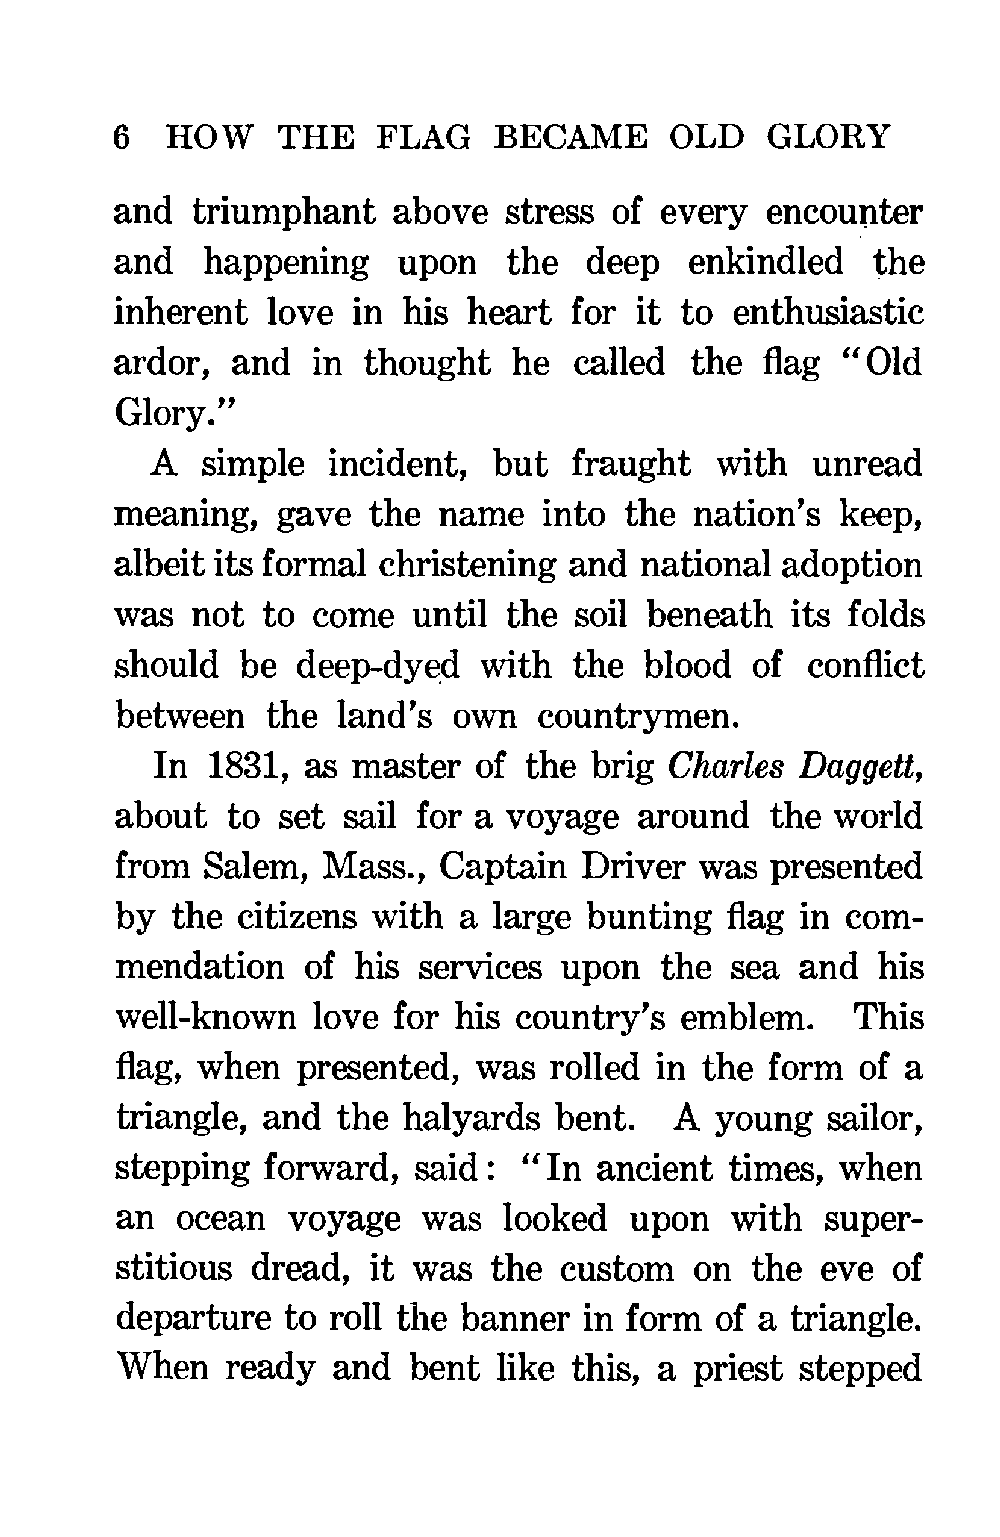 6 HOW THE FLAG BECAME OLD GLORY
and triumphant above stress of every encounter
and happening upon the deep enkindled the
inherent love in his heart for it to enthusiastic
ardor, and in thought he called the flag “Old
Glory.”
A simple incident, but fraught with unread
meaning, gave the name into the nation’s keep,
albeit its formal christening and national adoption
was not to come until the soil beneath its folds
should be deep-dyed with the blood of conflict
between the land’s own countrymen.
In 1831, as master of the brig Charles Daggett,
about to set sail for a voyage around the world
from Salem, Mass., Captain Driver was presented
by the citizens with a large bunting flag in com-
mendation of his services upon the sea and his
well-known love for his country’s emblem. This
flag, when presented, was rolled in the form of a
triangle, and the halyards bent. A young sailor,
stepping forward, said: “In ancient times, when
an ocean voyage was looked upon with super-
stitious dread, it was the custom on the eve of
departure to roll the banner in form of a triangle.
When ready and bent like this, a priest stepped